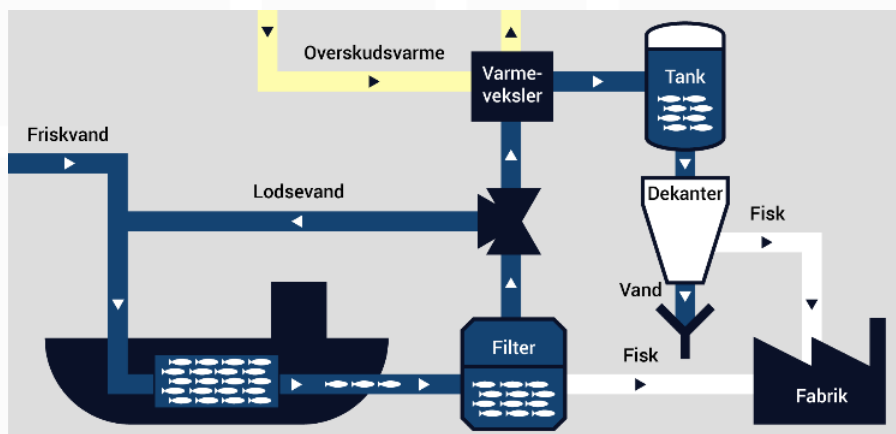 Overskudsvarme
Varme-
veksler
Tank
Friskvand
Lodsevand
Dekanter
Fisk
Vand
Filter
Fisk
Fabrik